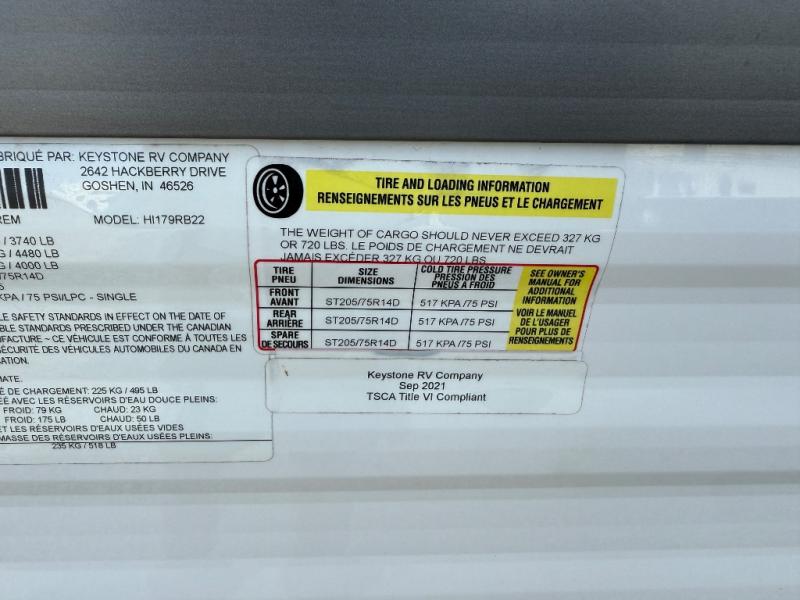 BRIQUÉ PAR: KEYSTONE RV COMPANY
2642 HACKBERRY DRIVE
GOSHEN, IN 46526
REM MODEL: HI179RB22
/ 3740 LB
/ 4480 LB
/ 4000 LB
75R14D
KPA / 75 PSI/LPC - SINGLE
LE SAFETY STANDARDS IN EFFECT ON THE DATE OF
BLE STANDARDS PRESCRIBED UNDER THE CANADIAN
UFACTURE ~ CE VÉHICULE EST CONFORME À TOUTES
SÉCURITÉ DES VÉHICULES AUTOMOBILES DU CANADA EN
CATION.
MATE.
É DE CHARGEMENT: 225 KG / 495 LB
ÉE AVEC LES RÉSERVOIRS D'EAU DOUCE PLEINS:
FROID: 79 KG CHAUD: 23 KG
FROID: 175 LB CHAUD: 50 LB
LES RÉSERVOIRS D'EAUX USÉES VIDES
MASSE DES RÉSERVOIRS D'EAUX USÉES PLEINS:
235 KG / 518 LB
TIRE AND LOADING INFORMATION
RENSEIGNEMENTS SUR LES PNEUS ET LE CHARGEMENT
THE WEIGHT OF CARGO SHOULD NEVER EXCEED 327 KG
OR 720 LBS. LE POIDS DE CHARGEMENT NE DEVRAIT
JAMAIS EXCÉDER 327 KG OU 720 LBS
TIRE
PNEU
SIZE
DIMENSIONS
COLD TIRE PRESSURE
PRESSION DES
PNEUS A FROID
FRONT
AVANT
ST205/75R14D
517 KPA /75 PSI
REAR
ARRIÈRE
ST205/75R14D
517 KPA /75 PSI
SPARE
DE SECOURS
ST205/75R14D
517 KPA /75 PSI
SEE OWNER'S
MANUAL FOR
ADDITIONAL
INFORMATION
VOIR LE MANUEL
DE L'USAGER
POUR PLUS DE
RENSEIGNEMENTS
Keystone RV Company
Sep 2021
TSCA Title VI Compliant